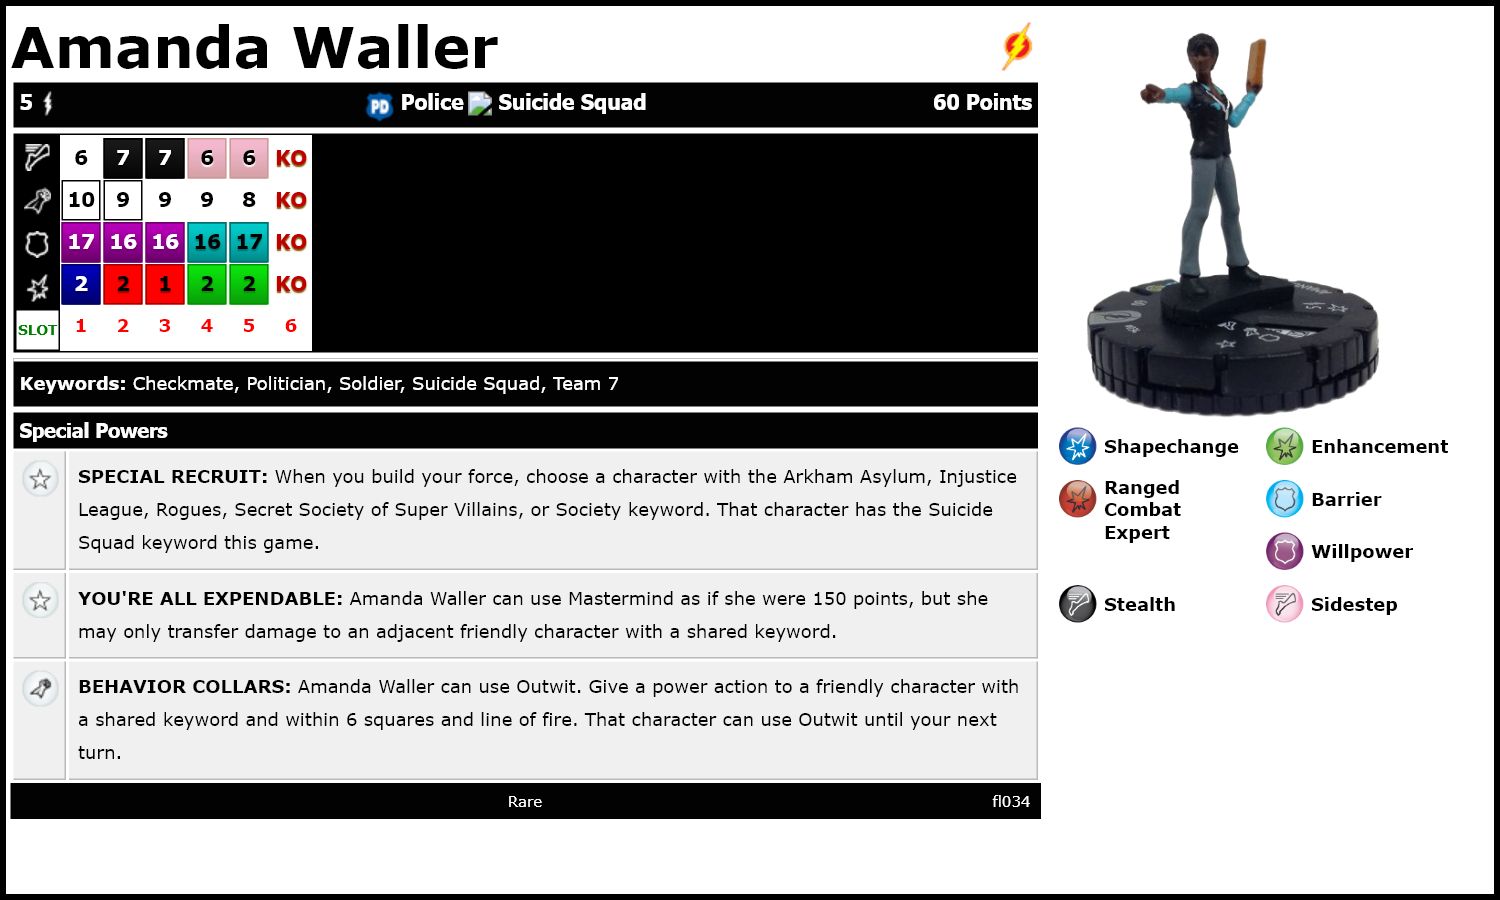 Amanda Waller
5 PD Police Suicide Squad 60 Points
6 7 7 6 6 KO
10 9 9 9 8 KO
17 16 16 16 17 KO
2 2 1 2 2 KO
SLOT 1 2 3 4 5 6
Keywords: Checkmate, Politician, Soldier, Suicide Squad, Team 7
Special Powers
SPECIAL RECRUIT: When you build your force, choose a character with the Arkham Asylum, Injustice
League, Rogues, Secret Society of Super Villains, or Society keyword. That character has the Suicide
Squad keyword this game.
YOU'RE ALL EXPENDABLE: Amanda Waller can use Mastermind as if she were 150 points, but she
may only transfer damage to an adjacent friendly character with a shared keyword.
BEHAVIOR COLLARS: Amanda Waller can use Outwit. Give a power action to a friendly character with
a shared keyword and within 6 squares and line of fire. That character can use Outwit until your next
turn.
Rare fl034
Shapechange Enhancement
Ranged
Combat
Expert
Barrier
Willpower
Stealth Sidestep